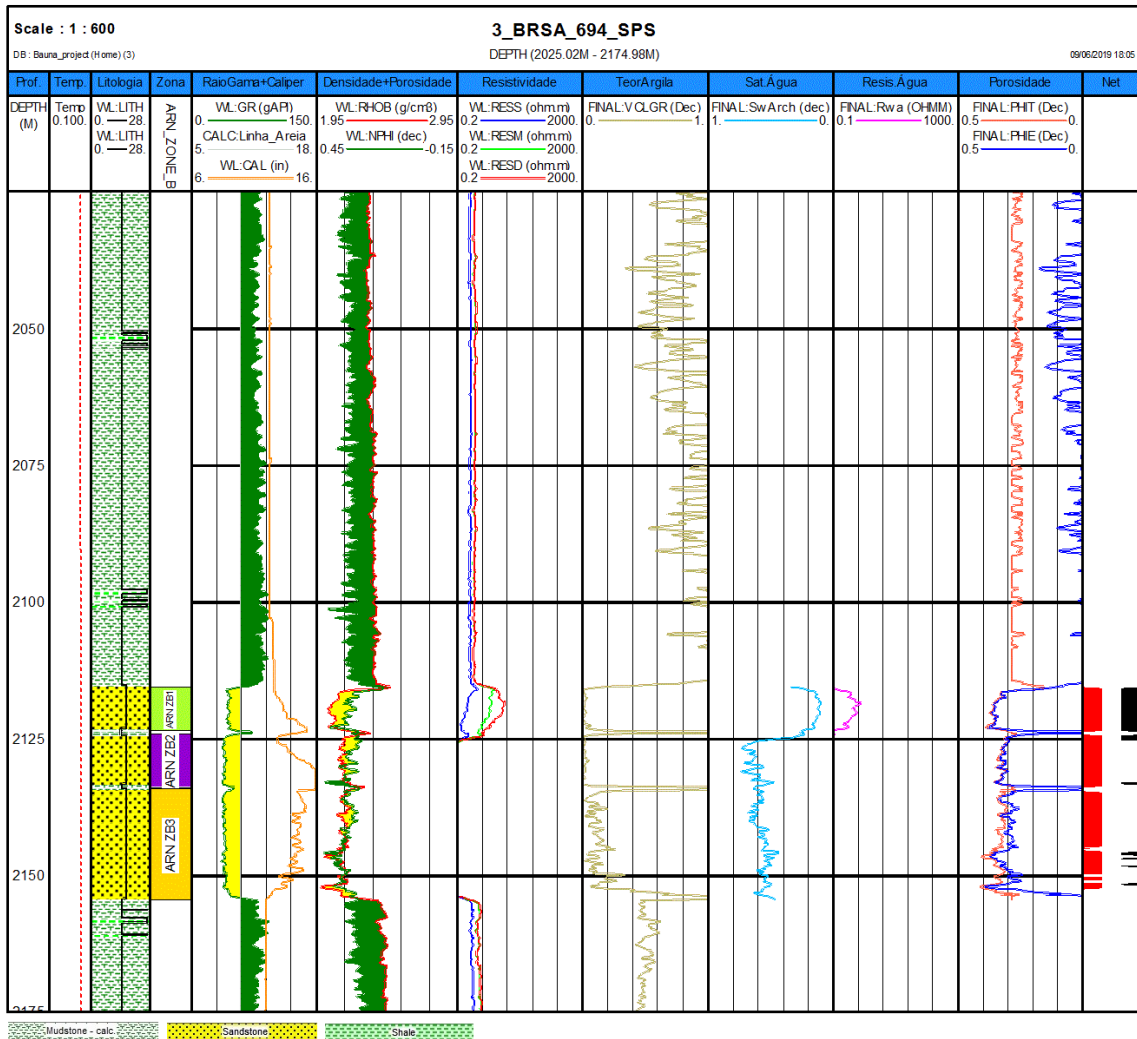 Scale : 1 : 600
3_BRSA_694_SPS
DB : Bauna_project (Home) (3)
DEPTH (2025.02M - 2174.98M)
09/06/2019 18:05
Prof. Temp. Litologia Zona RaioGama+Caliper Densidade+Porosidade Resistividade TeorArgila Sat.Água Resis.Água Porosidade Net
DEPTH (M)
Temp
0.100.
WL:LITH
0. 28.
WL:LITH
0. 28.
ARN_ZONE_B
WL:GR (gAPI)
0. 150.
CALC:Linha_Areia
5. 18.
WL:CAL (in)
6. 16.
WL:RHOB (g/cm3)
1.95 2.95
WL:NPHI (dec)
0.45 -0.15
WL:RESS (ohm.m)
0.2 2000.
WL:RESM (ohm.m)
0.2 2000.
WL:RESD (ohm.m)
0.2 2000.
FINAL:VCLGR (Dec)
0. 1.
FINAL:SwArch (dec)
1. 0.
FINAL:Rwa (OHMM)
0.1 1000.
FINAL:PHIT (Dec)
0.5 0.
FINAL:PHIE (Dec)
0.5 0.
2050
2075
2100
ARN ZB1
2125
ARN ZB2
ARN ZB3
2150
2175
Mudstone - calc.
Sandstone
Shale